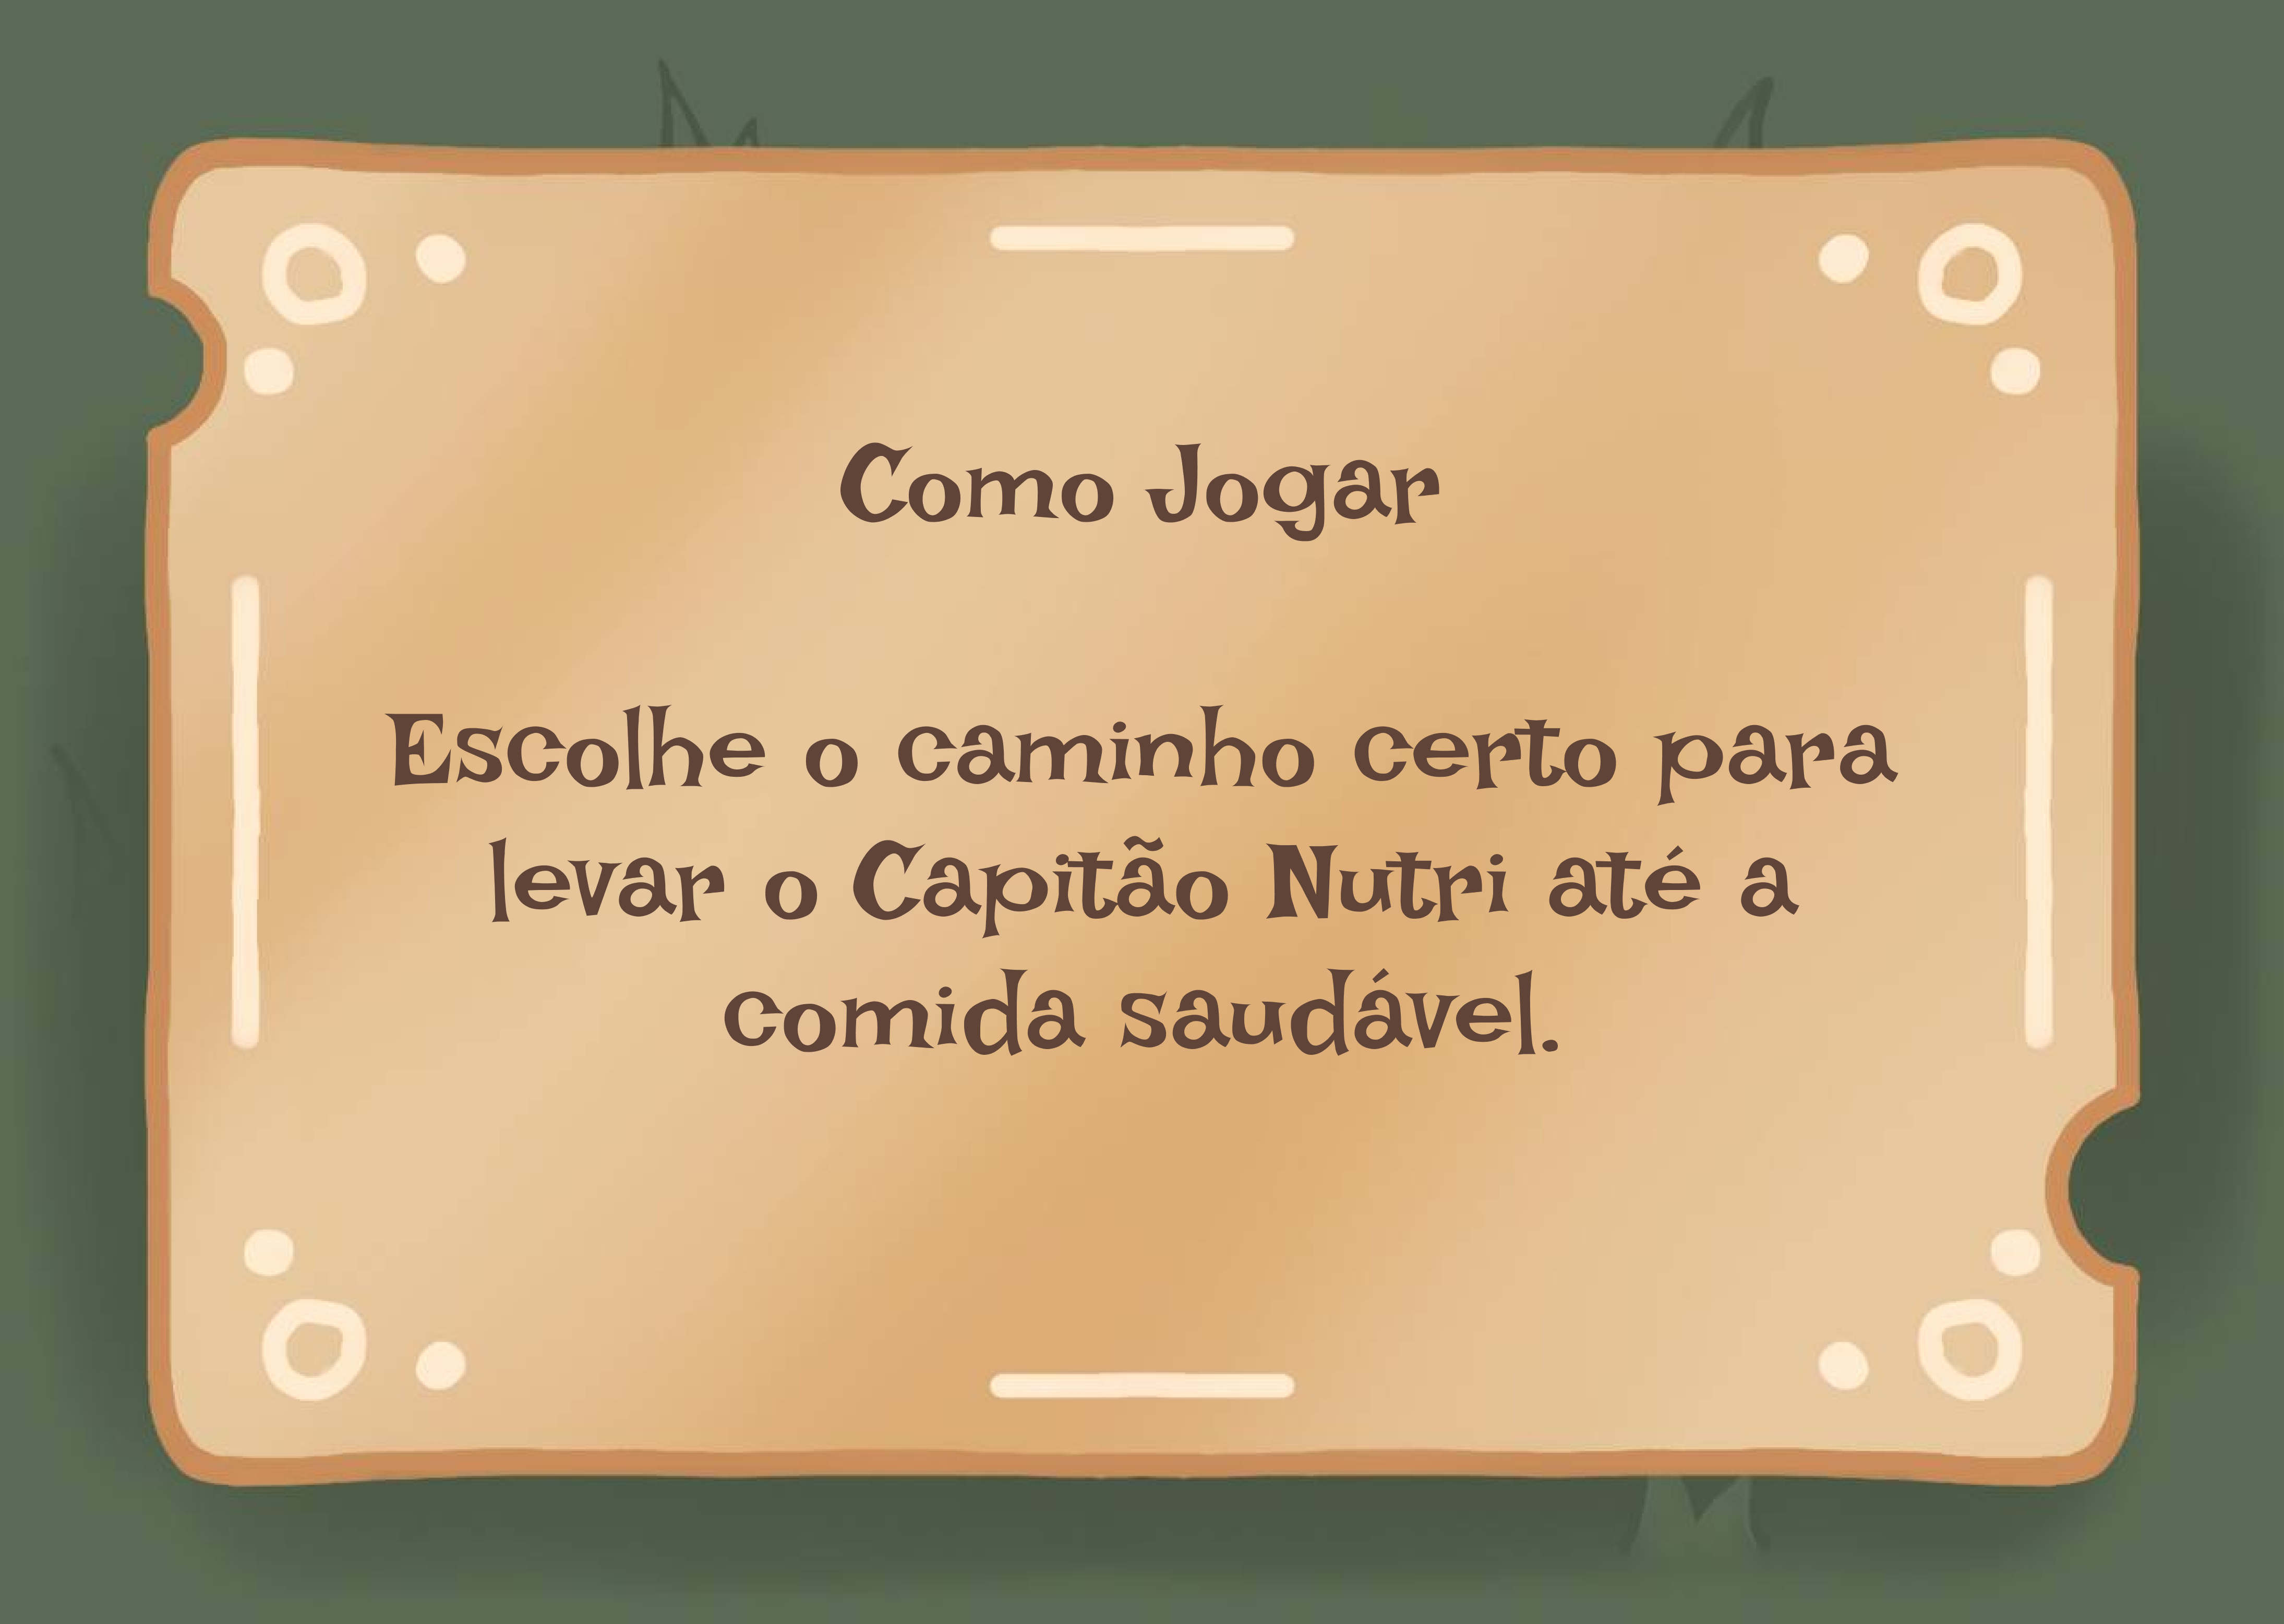 Como Jogar
Escolhe o caminho certo para
levar o Capitão Nutri até a
comida saudável.